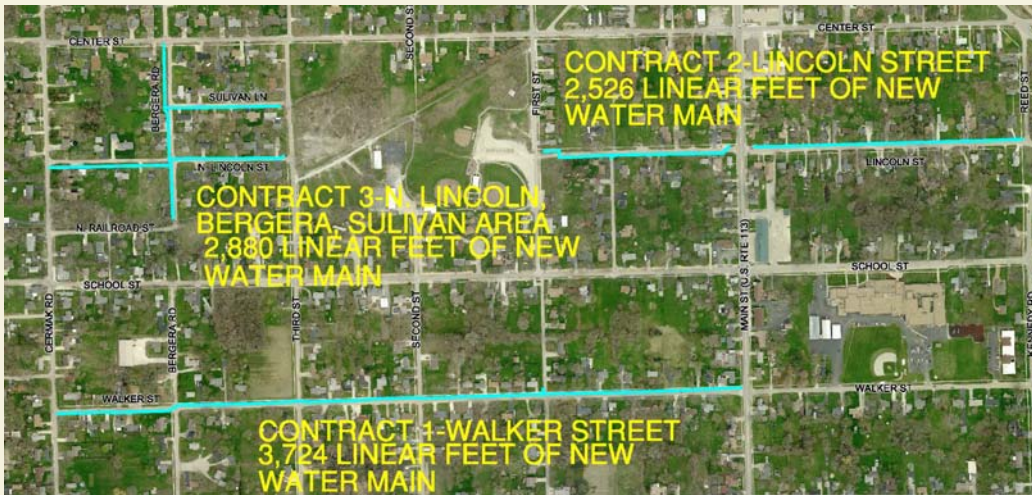 CENTER ST
BERGERA RD
SECOND ST
FIRST ST
CENTER ST
REED ST
CONTRACT 2-LINCOLN STREET
2,526 LINEAR FEET OF NEW
WATER MAIN
SULIVAN LN
N. LINCOLN ST
LINCOLN ST
CONTRACT 3-N. LINCOLN,
BERGERA, SULIVAN AREA
2,880 LINEAR FEET OF NEW
WATER MAIN
N. RAILROAD ST
SCHOOL ST
SCHOOL ST
MAIN ST (U.S. RTE 113)
CERMAK RD
BERGERA RD
THIRD ST
SECOND ST
WALKER ST
WALKER ST
CONTRACT 1-WALKER STREET
3,724 LINEAR FEET OF NEW
WATER MAIN